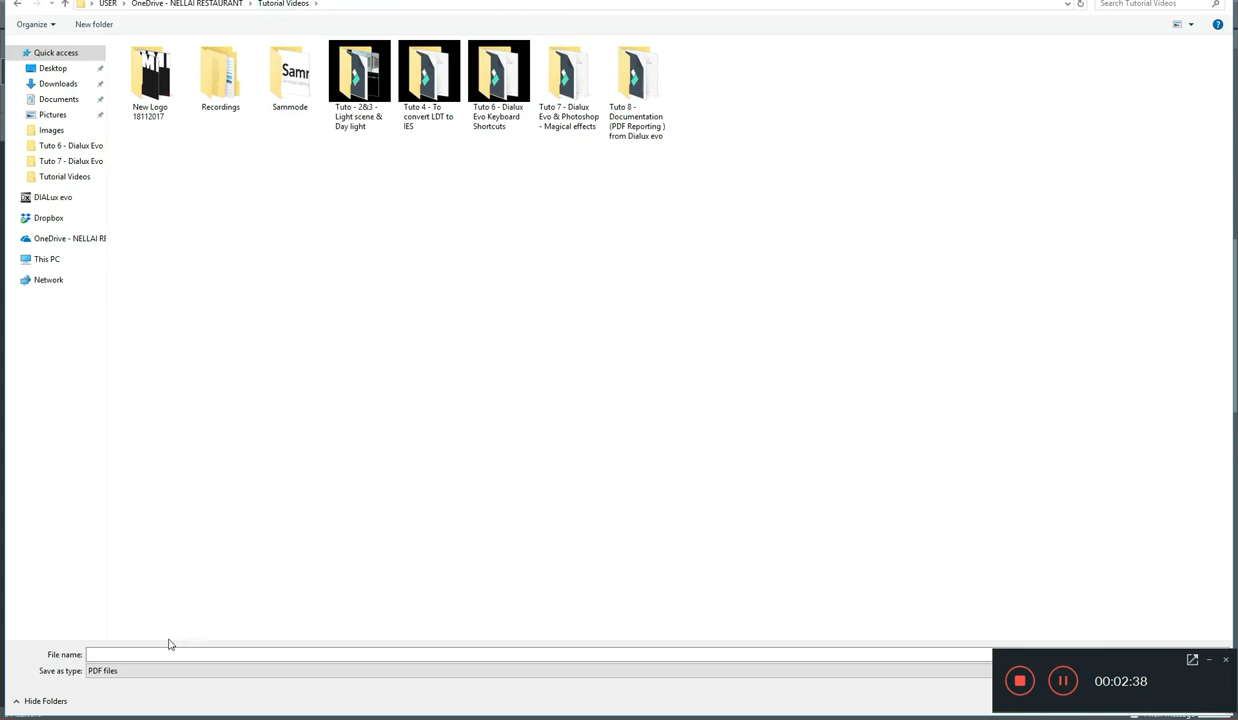 USER › OneDrive - NELLAI RESTAURANT › Tutorial Videos ›
Search Tutorial Videos
Organize
New folder
Quick access
Desktop
Downloads
Documents
Pictures
Images
Tuto 6 - Dialux Evo
Tuto 7 - Dialux Evo
Tutorial Videos
DIALux evo
Dropbox
OneDrive - NELLAI RE
This PC
Network
Samm
New Logo
18112017
Recordings
Sammode
Tuto - 2&3 -
Light scene &
Day light
Tuto 4 - To
convert LDT to
IES
Tuto 6 - Dialux
Evo Keyboard
Shortcuts
Tuto 7 - Dialux
Evo & Photoshop
- Magical effects
Tuto 8 -
Documentation
(PDF Reporting )
from Dialux evo
File name:
Save as type: PDF files
Hide Folders
00:02:38